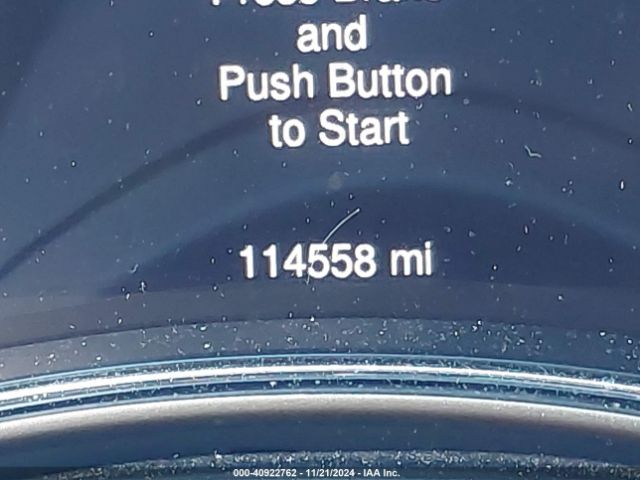 and
Push Button
to Start
114558 mi
000-40922762 - 11/21/2024 - IAA Inc.